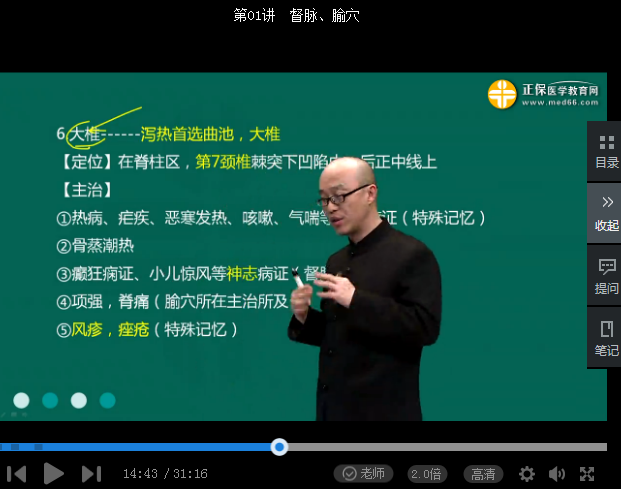 第01讲 督脉、腧穴
正保医学教育网
www.med66.com
6大椎------泻热首选曲池，大椎
【定位】在脊柱区，第7颈椎棘突下凹陷中，后正中线上
【主治】
①热病、疟疾、恶寒发热、咳嗽、气喘等 证（特殊记忆）
②骨蒸潮热
③癫狂痫证、小儿惊风等神志病证（督脉
④项强，脊痛（腧穴所在主治所及
⑤风疹，痤疮（特殊记忆）
目录
收起
提问
笔记
14:43 / 31:16
老师
2.0倍
高清